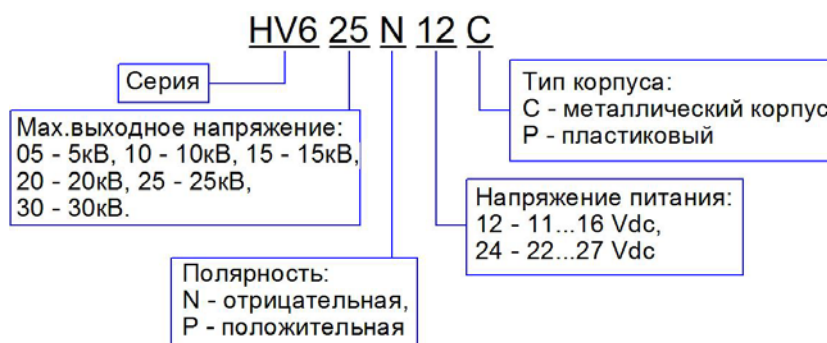 HV6 25 N 12 C
Серия
Мах.выходное напряжение:
05 - 5кВ, 10 - 10кВ, 15 - 15кВ,
20 - 20кВ, 25 - 25кВ,
30 - 30кВ.
Полярность:
N - отрицательная,
P - положительная
Тип корпуса:
С - металлический корпус
Р - пластиковый
Напряжение питания:
12 - 11...16 Vdc,
24 - 22...27 Vdc